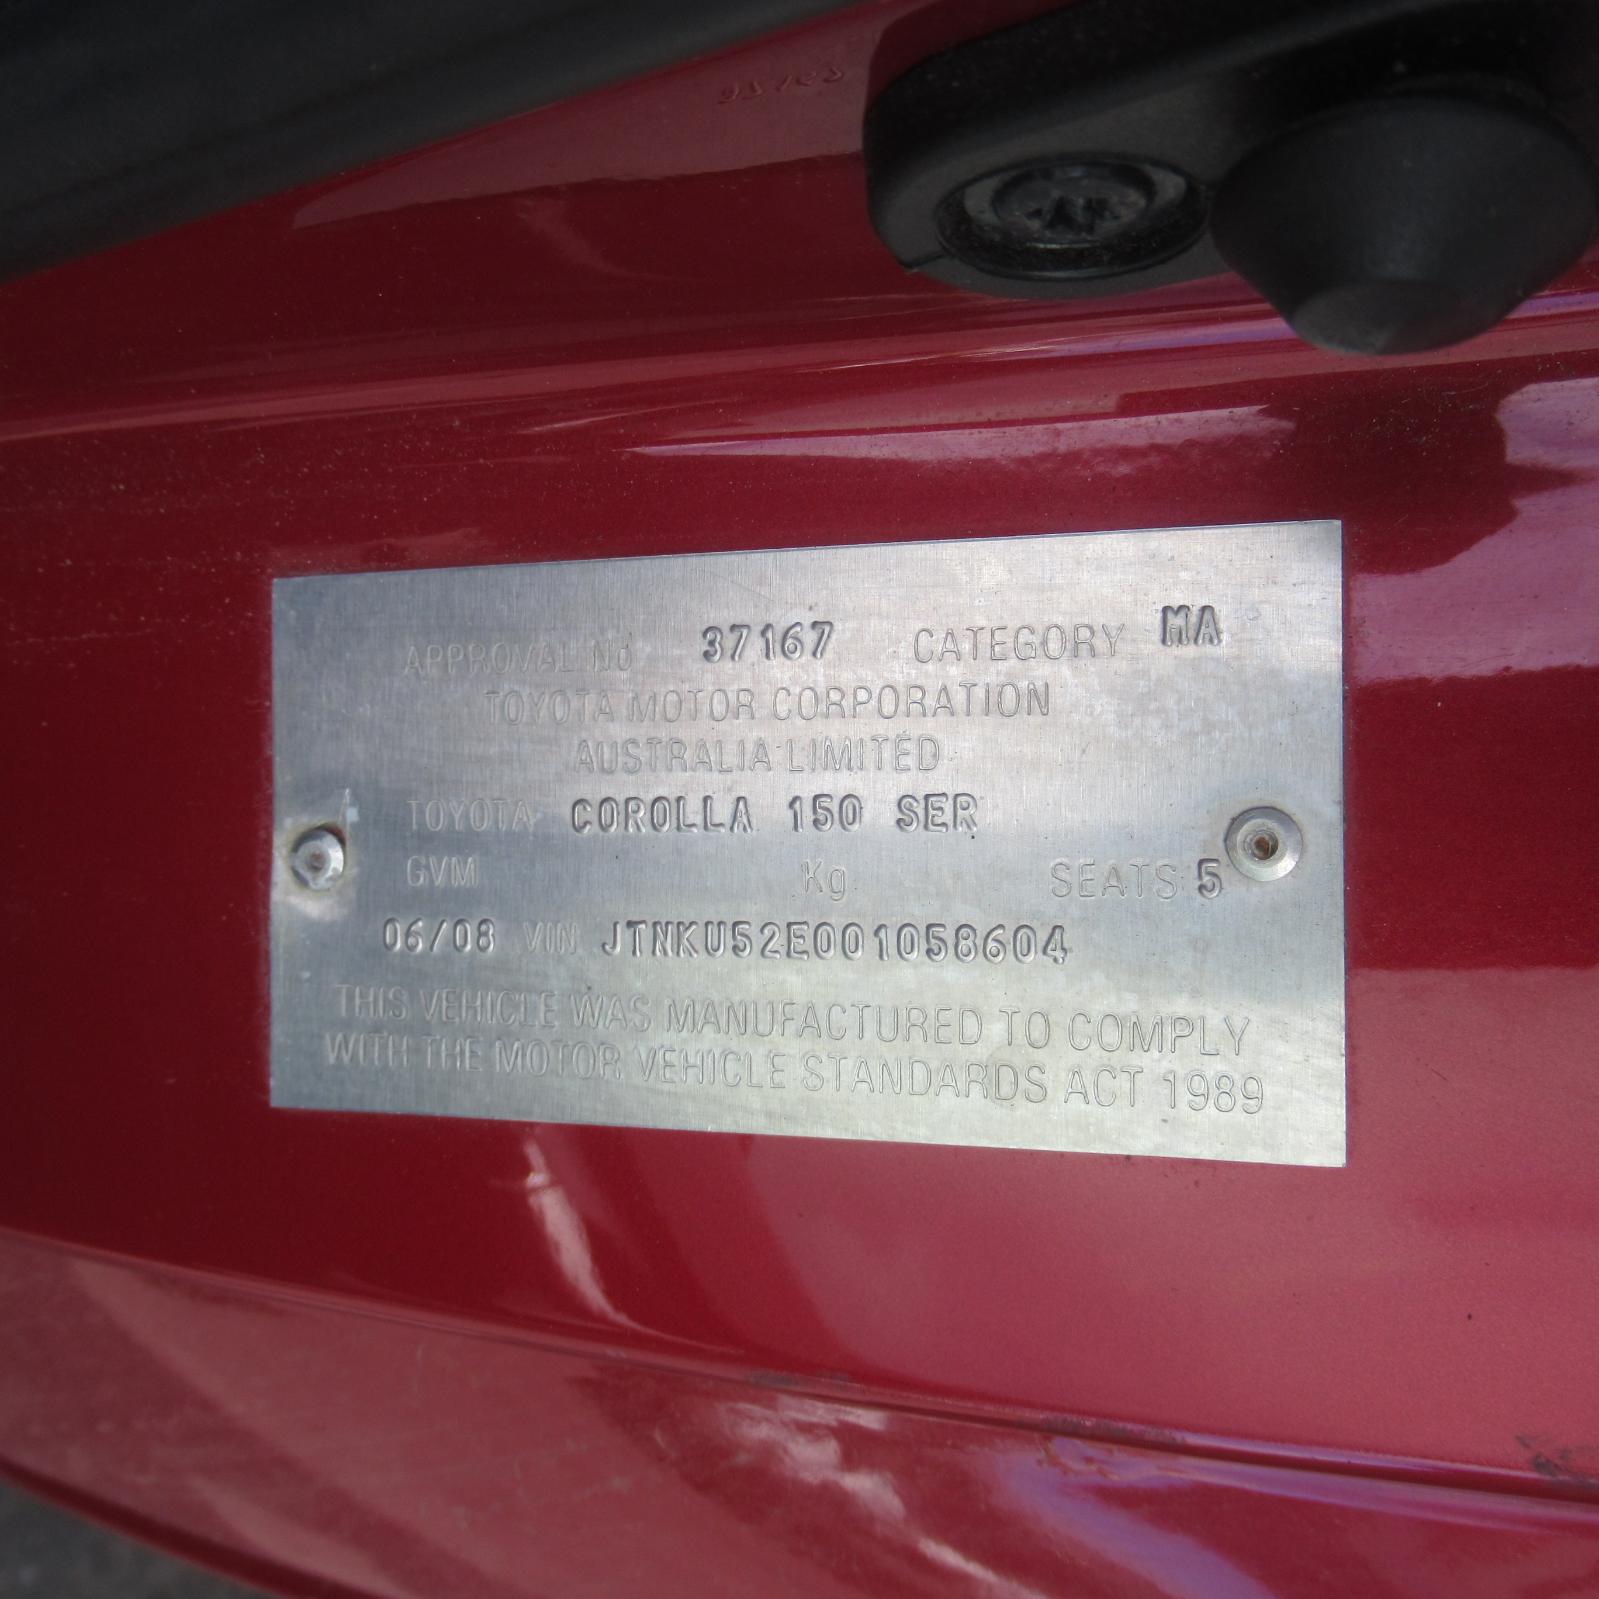 APPROVAL No 37167 CATEGORY MA
TOYOTA MOTOR CORPORATION
AUSTRALIA LIMITED
TOYOTA COROLLA 150 SER
GVM Kg SEATS 5
06/08 VIN JTNKU52E001058604
THIS VEHICLE WAS MANUFACTURED TO COMPLY
WITH THE MOTOR VEHICLE STANDARDS ACT 1989